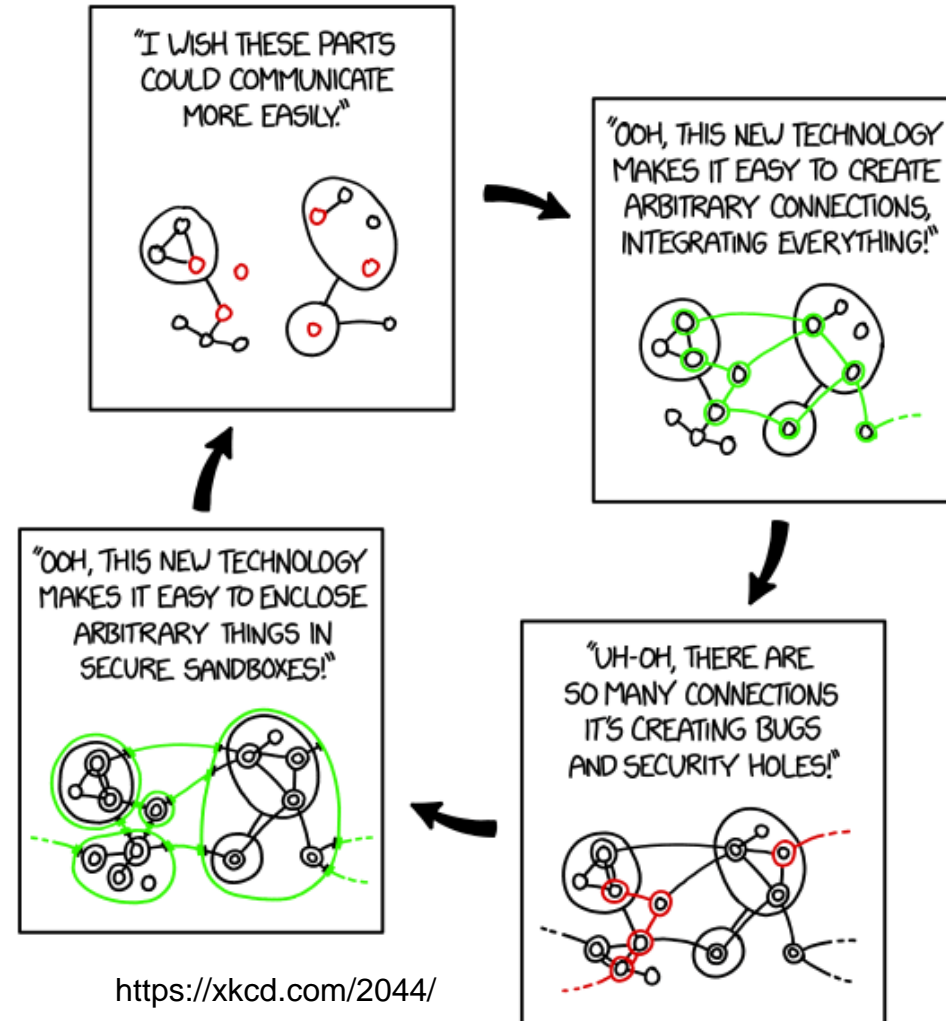 "I WISH THESE PARTS
COULD COMMUNICATE
MORE EASILY."
"OOH, THIS NEW TECHNOLOGY
MAKES IT EASY TO CREATE
ARBITRARY CONNECTIONS,
INTEGRATING EVERYTHING!"
"UH-OH, THERE ARE
SO MANY CONNECTIONS
IT'S CREATING BUGS
AND SECURITY HOLES!"
"OOH, THIS NEW TECHNOLOGY
MAKES IT EASY TO ENCLOSE
ARBITRARY THINGS IN
SECURE SANDBOXES!"
https://xkcd.com/2044/